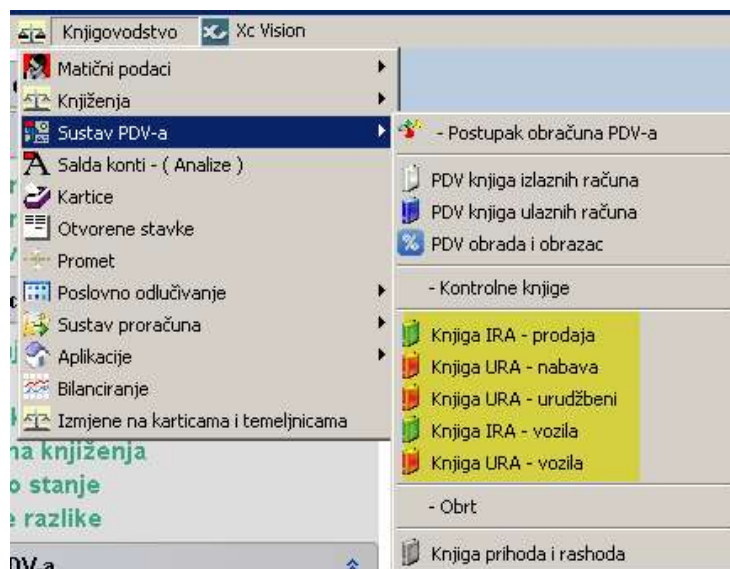 Knjigovodstvo
Xc Vision
Matični podaci
Knjiženja
Sustav PDV-a
Salda konti - ( Analize )
Kartice
Otvorene stavke
Promet
Poslovno odlučivanje
Sustav proračuna
Aplikacije
Bilanciranje
Izmjene na karticama i temeljnicama
- Postupak obračuna PDV-a
PDV knjiga izlaznih računa
PDV knjiga ulaznih računa
PDV obrada i obrazac
- Kontrolne knjige
Knjiga IRA - prodaja
Knjiga URA - nabava
Knjiga URA - urudžbeni
Knjiga IRA - vozila
Knjiga URA - vozila
- Obrt
Knjiga prihoda i rashoda
na knjiženja
o stanje
e razlike